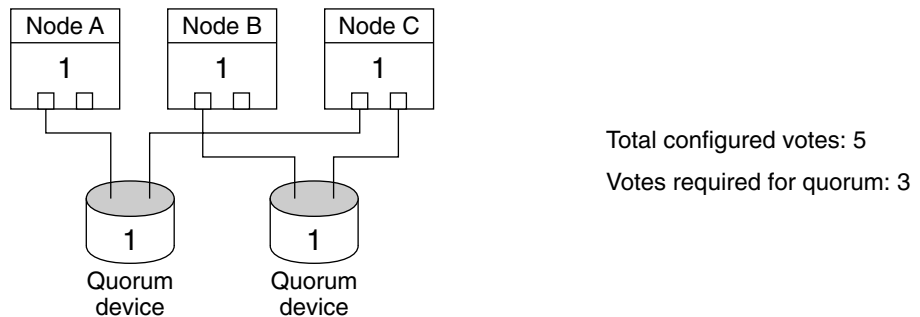 Node A
Node B
Node C
1
1
1
Total configured votes: 5
Votes required for quorum: 3
1
1
Quorum
device
Quorum
device